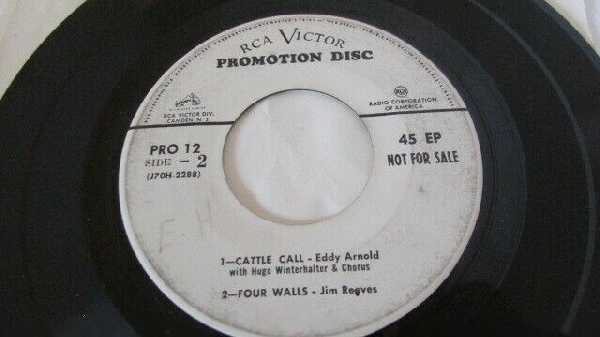 RCA VICTOR
PROMOTION DISC
RCA VICTOR DIV.
CAMDEN N. J.
RCA
RADIO CORPORATION
OF AMERICA
PRO 12
SIDE - 2
(J7OH-2288)
45 EP
NOT FOR SALE
E.H
1—CATTLE CALL - Eddy Arnold
with Hugo Winterhalter & Chorus
2—FOUR WALLS - Jim Reeves